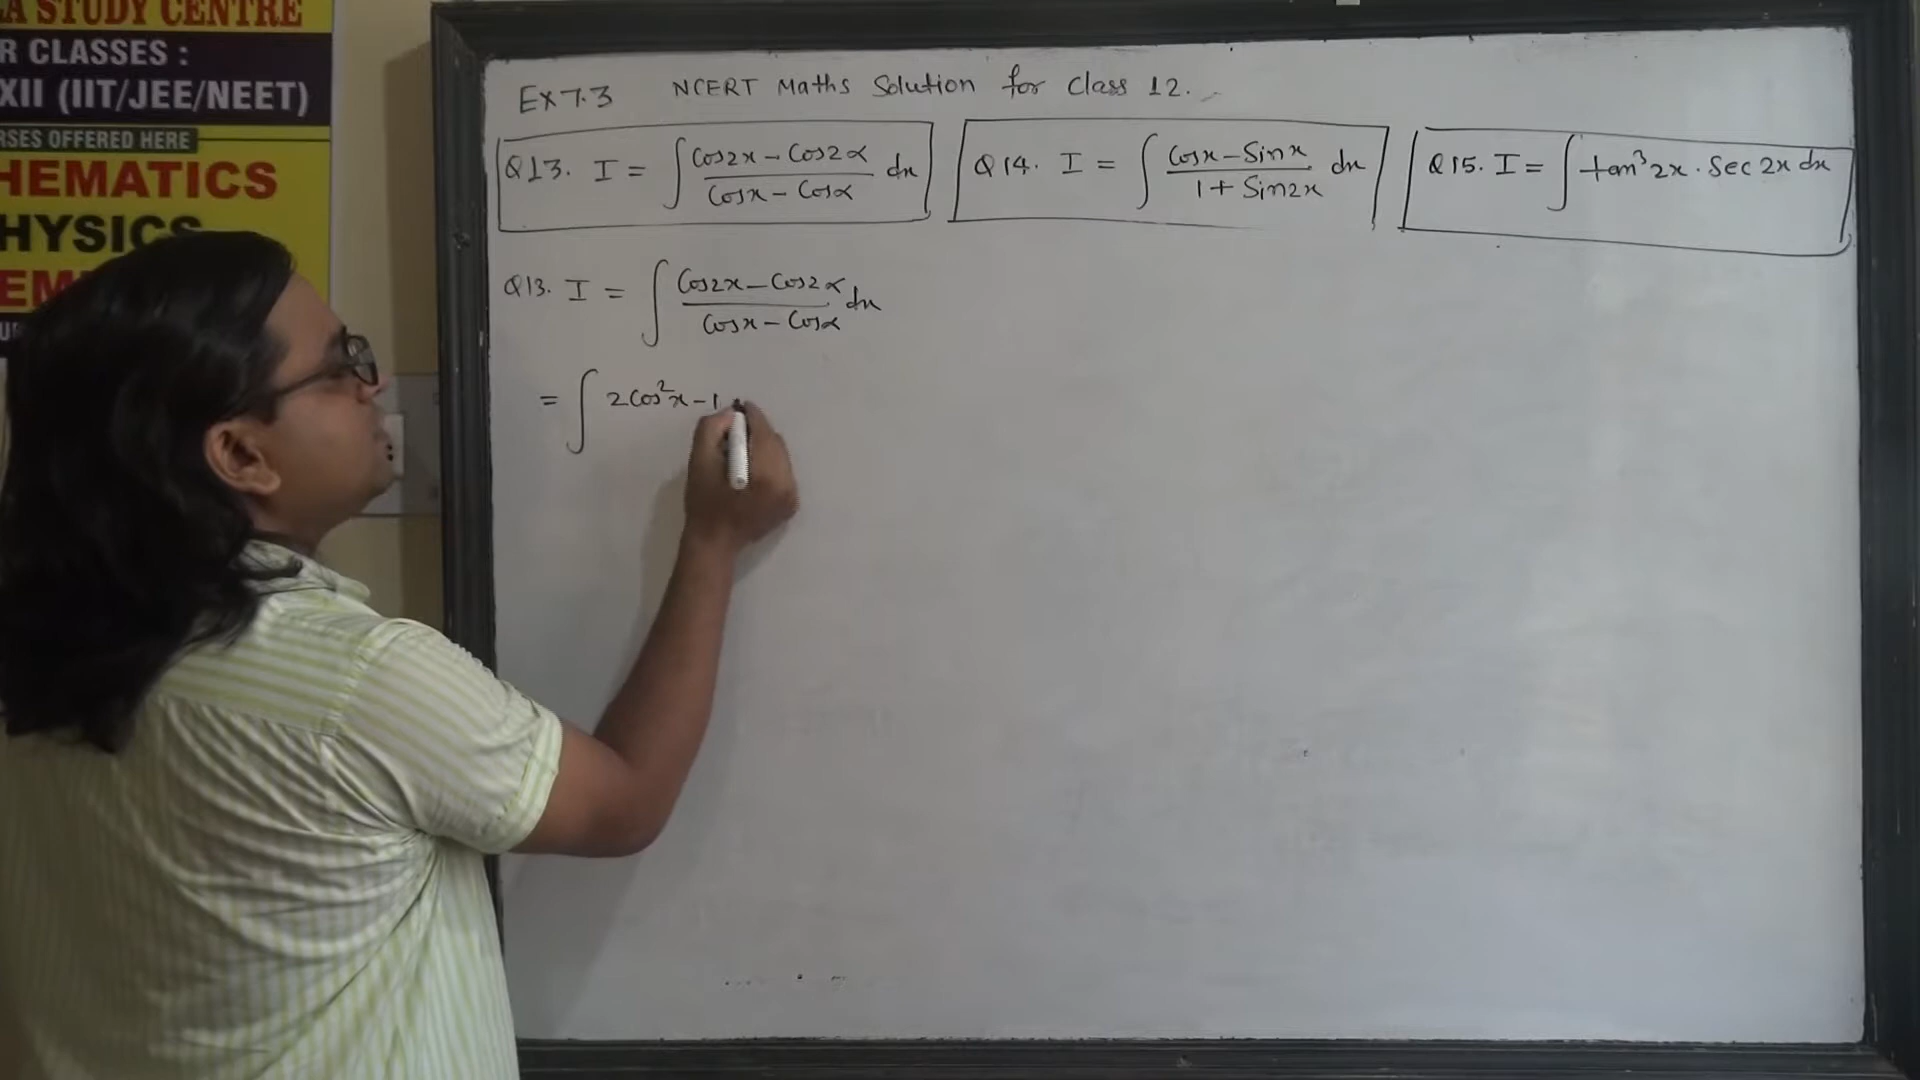 A STUDY CENTRE
R CLASSES :
XII (IIT/JEE/NEET)
RSES OFFERED HERE
HEMATICS
HYSICS
EM
Ex 7.3 NCERT Maths Solution for Class 12.
Q13. I = ∫ (Cos2x – Cos2α)/(Cosx – Cosα) dx
Q14. I = ∫ (Cosx – Sinx)/(1 + Sin2x) dx
Q15. I = ∫ tan³2x · Sec 2x dx
Q13. I = ∫ (Cos2x – Cos2α)/(Cosx – Cosα) dx
= ∫ 2Cos²x – 1